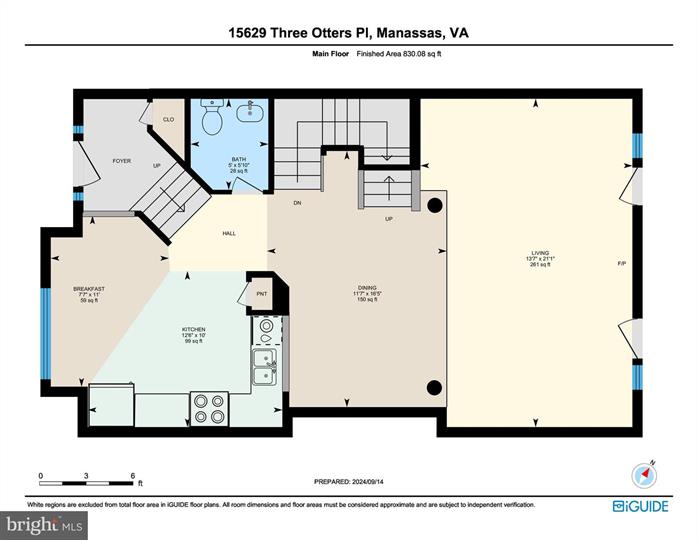 15629 Three Otters Pl, Manassas, VA
Main Floor Finished Area 830.08 sq ft
CLO
FOYER
UP
BATH
5' x 5'10"
28 sq ft
DN
UP
HALL
LIVING
13'7" x 21'1"
261 sq ft
F/P
BREAKFAST
7'7" x 11'
59 sq ft
PNT
DINING
11'7" x 16'5"
150 sq ft
KITCHEN
12'6" x 10'
99 sq ft
0 3 6 ft
PREPARED: 2024/09/14
N
White regions are excluded from total floor area in iGUIDE floor plans. All room dimensions and floor areas must be considered approximate and are subject to independent verification.
iGUIDE
bright MLS